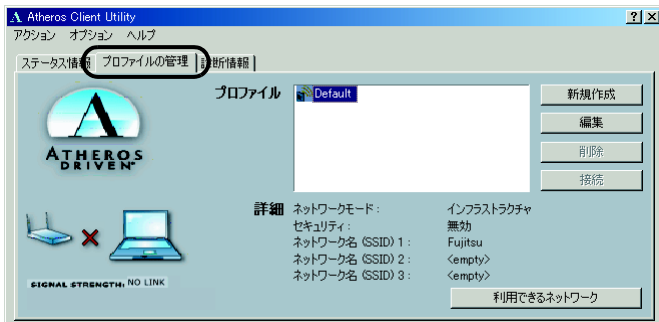 Atheros Client Utility
アクション オプション ヘルプ
ステータス情報 プロファイルの管理 診断情報
プロファイル Default
新規作成
編集
削除
接続
ATHEROS
DRIVEN
詳細 ネットワークモード: インフラストラクチャ
セキュリティ: 無効
ネットワーク名 (SSID) 1: Fujitsu
ネットワーク名 (SSID) 2: <empty>
ネットワーク名 (SSID) 3: <empty>
SIGNAL STRENGTH: NO LINK
利用できるネットワーク